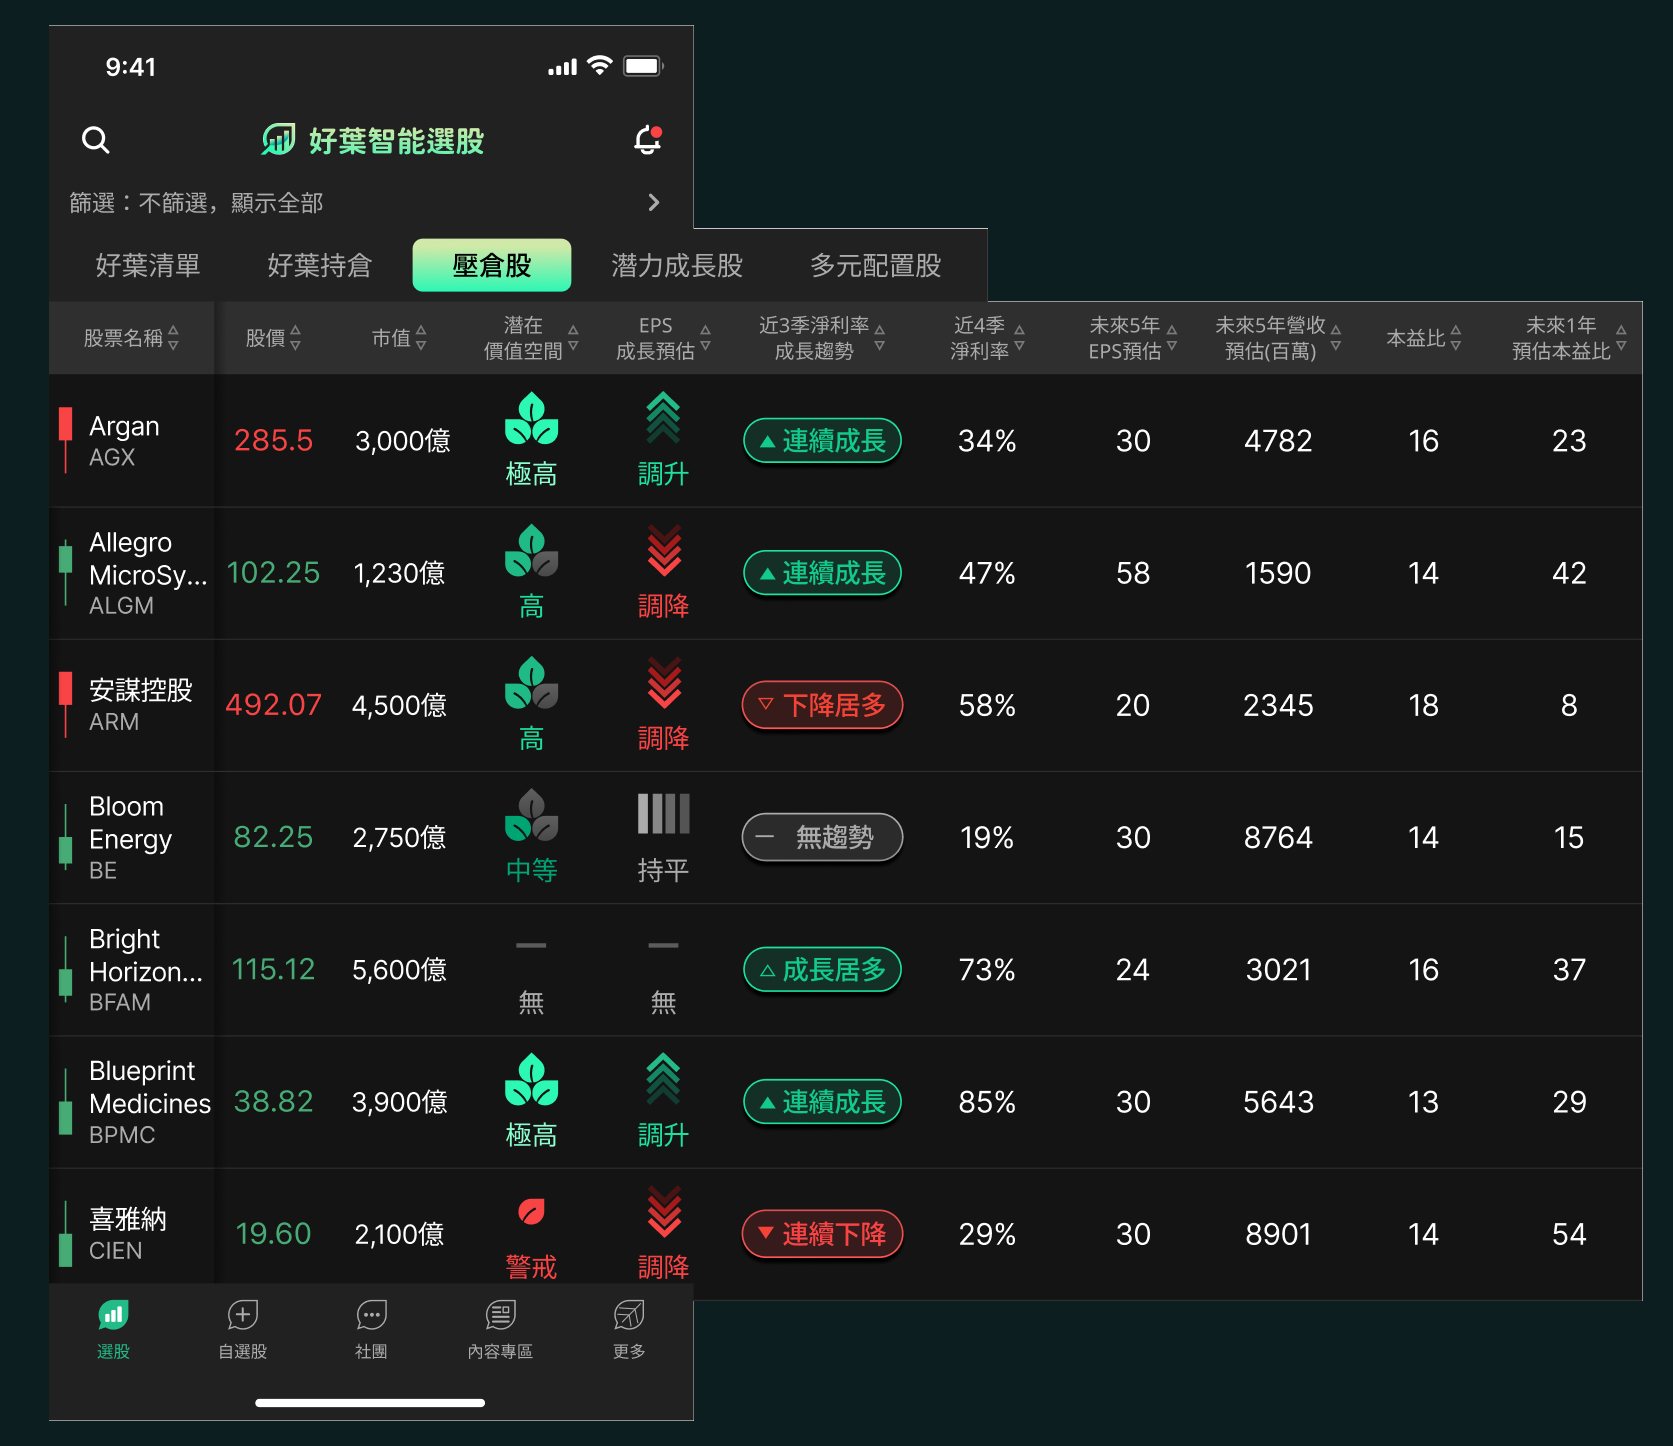 9:41
好葉智能選股
篩選：不篩選，顯示全部
好葉清單 好葉持倉 壓倉股 潛力成長股 多元配置股
股票名稱 股價 市值 潛在價值空間 EPS成長預估 近3季淨利率成長趨勢 近4季淨利率 未來5年EPS預估 未來5年營收預估(百萬) 本益比 未來1年預估本益比
Argan
AGX
285.5 3,000億 極高 調升 連續成長 34% 30 4782 16 23
Allegro
MicroSy...
ALGM
102.25 1,230億 高 調降 連續成長 47% 58 1590 14 42
安謀控股
ARM
492.07 4,500億 高 調降 下降居多 58% 20 2345 18 8
Bloom
Energy
BE
82.25 2,750億 中等 持平 無趨勢 19% 30 8764 14 15
Bright
Horizon...
BFAM
115.12 5,600億 無 無 成長居多 73% 24 3021 16 37
Blueprint
Medicines
BPMC
38.82 3,900億 極高 調升 連續成長 85% 30 5643 13 29
喜雅納
CIEN
19.60 2,100億 警戒 調降 連續下降 29% 30 8901 14 54
選股 自選股 社團 內容專區 更多